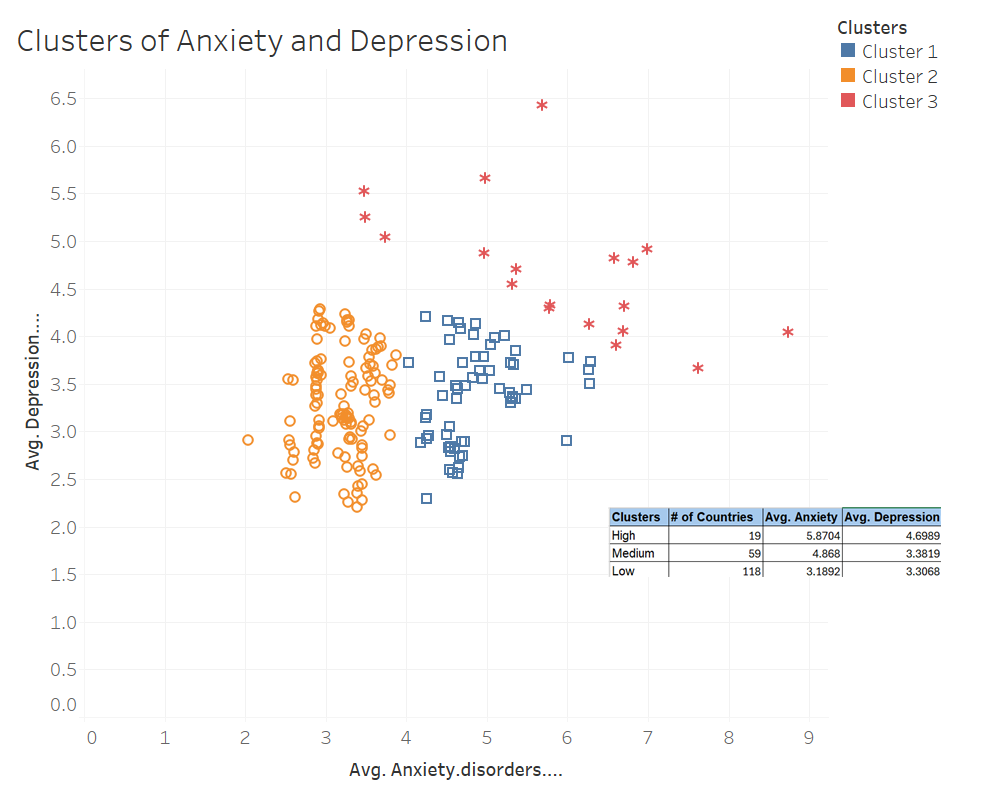 Clusters of Anxiety and Depression
Clusters
Cluster 1
Cluster 2
Cluster 3
6.5
6.0
5.5
5.0
4.5
4.0
3.5
3.0
2.5
2.0
1.5
1.0
0.5
0.0
Avg. Depression....
0 1 2 3 4 5 6 7 8 9
Avg. Anxiety.disorders....
Clusters # of Countries Avg. Anxiety Avg. Depression
High 19 5.8704 4.6989
Medium 59 4.868 3.3819
Low 118 3.1892 3.3068